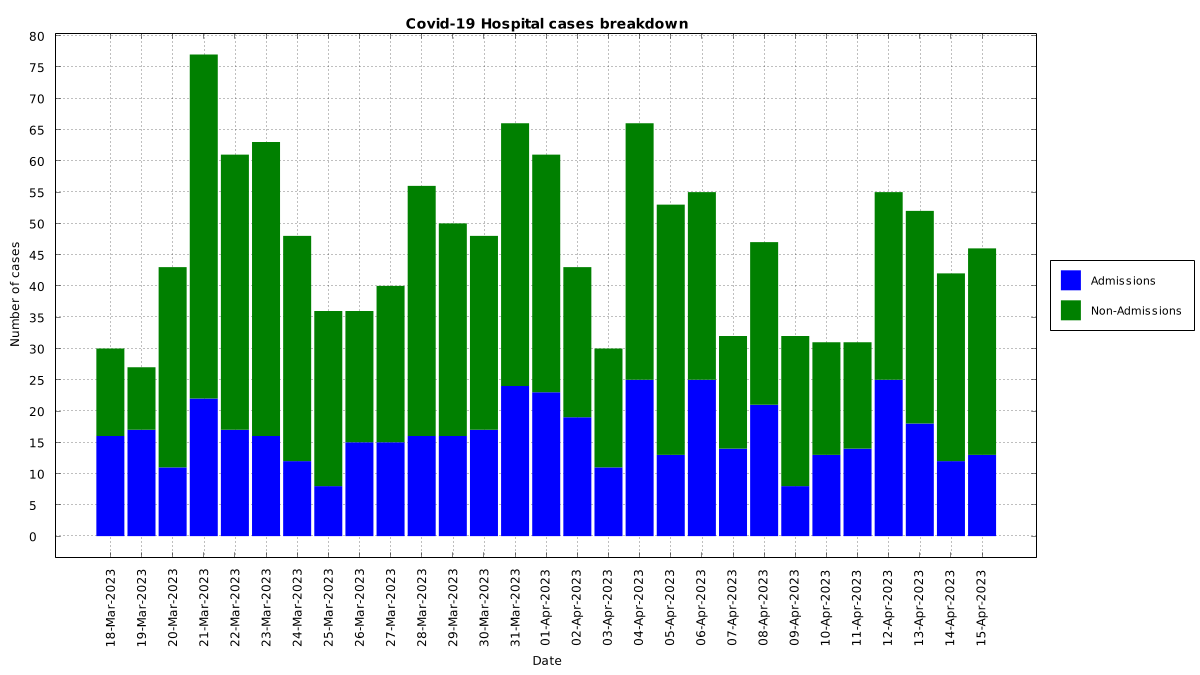 Covid-19 Hospital cases breakdown
80
75
70
65
60
55
50
45
40
35
30
25
20
15
10
5
0
Number of cases
18-Mar-2023
19-Mar-2023
20-Mar-2023
21-Mar-2023
22-Mar-2023
23-Mar-2023
24-Mar-2023
25-Mar-2023
26-Mar-2023
27-Mar-2023
28-Mar-2023
29-Mar-2023
30-Mar-2023
31-Mar-2023
01-Apr-2023
02-Apr-2023
03-Apr-2023
04-Apr-2023
05-Apr-2023
06-Apr-2023
07-Apr-2023
08-Apr-2023
09-Apr-2023
10-Apr-2023
11-Apr-2023
12-Apr-2023
13-Apr-2023
14-Apr-2023
15-Apr-2023
Date
Admissions
Non-Admissions